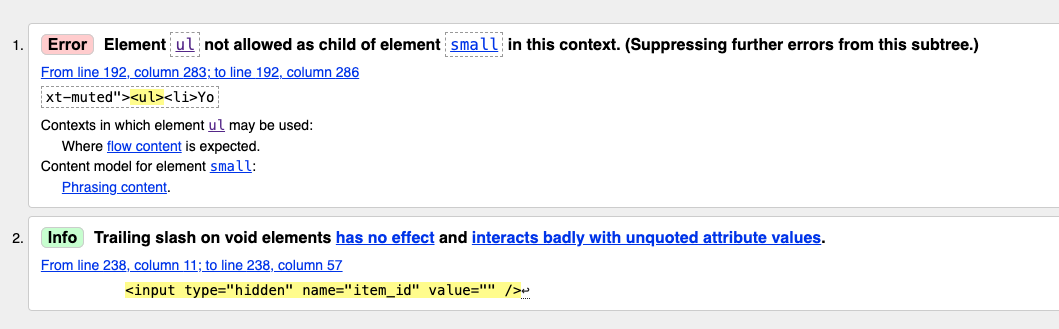 1. Error Element ul not allowed as child of element small in this context. (Suppressing further errors from this subtree.)
From line 192, column 283; to line 192, column 286
xt-muted"><ul><li>Yo
Contexts in which element ul may be used:
Where flow content is expected.
Content model for element small:
Phrasing content.
2. Info Trailing slash on void elements has no effect and interacts badly with unquoted attribute values.
From line 238, column 11; to line 238, column 57
<input type="hidden" name="item_id" value="" />↩